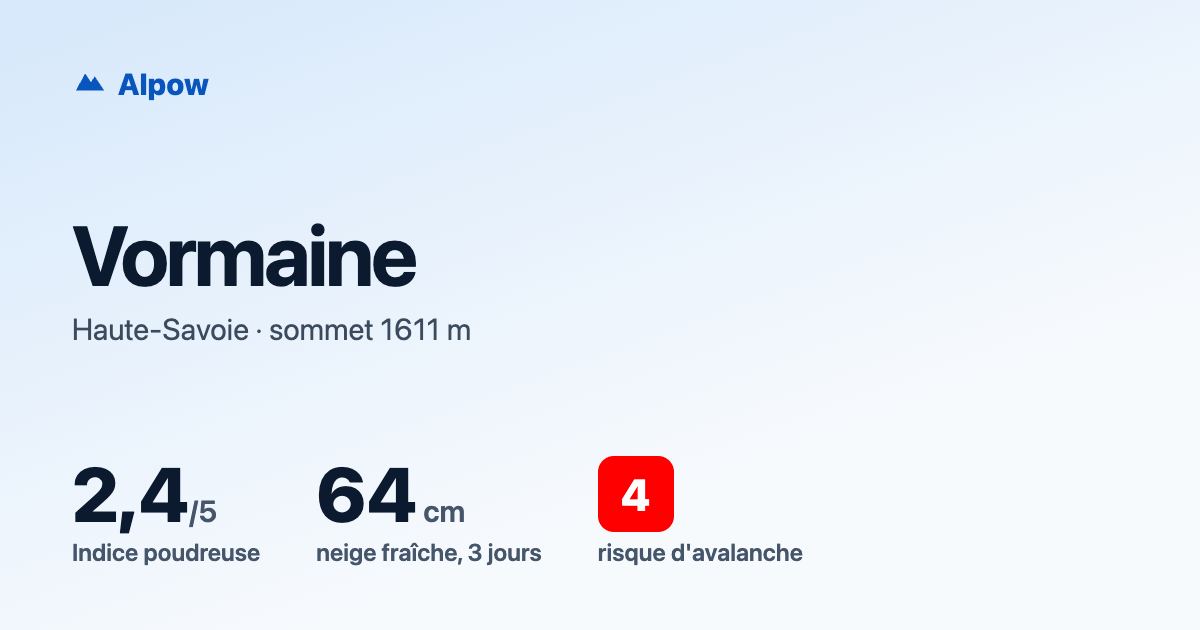 Alpow
Vormaine
Haute-Savoie · sommet 1611 m
2,4/5
Indice poudreuse
64 cm
neige fraîche, 3 jours
4
risque d'avalanche